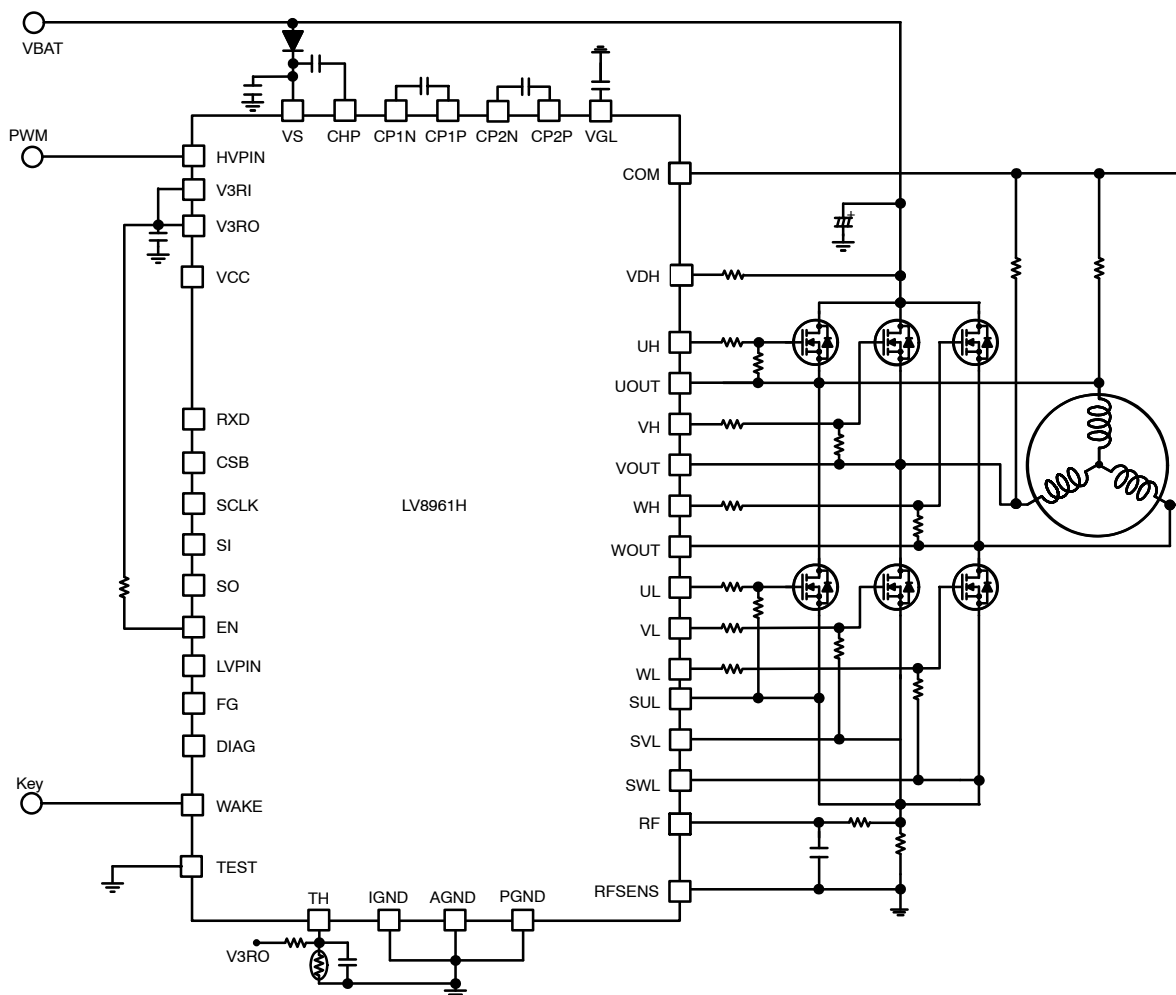 VBAT
VS
CHP
CP1N
CP1P
CP2N
CP2P
VGL
+
PWM
HVPIN
V3RI
V3RO
VCC
RXD
CSB
SCLK
SI
SO
EN
LVPIN
FG
DIAG
Key
WAKE
TEST
LV8961H
COM
VDH
UH
UOUT
VH
VOUT
WH
WOUT
UL
VL
WL
SUL
SVL
SWL
RF
RFSENS
TH
IGND
AGND
PGND
V3RO